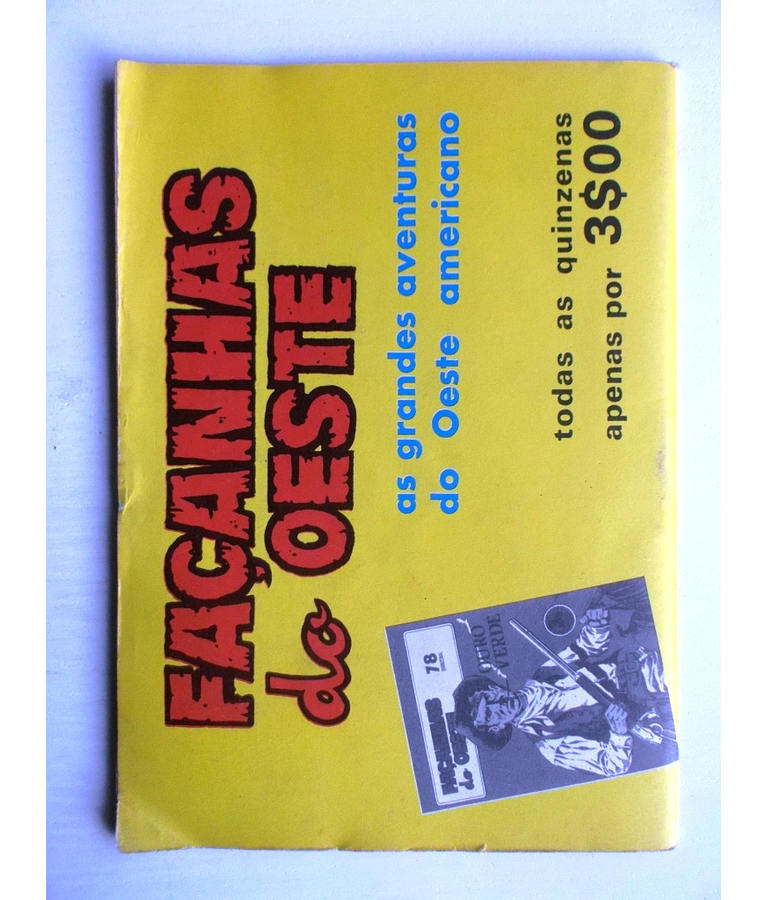 FAÇANHAS
do OESTE
as grandes aventuras
do Oeste americano
todas as quinzenas
apenas por 3$00
FAÇANHAS
do OESTE
78
OURO
VERDE